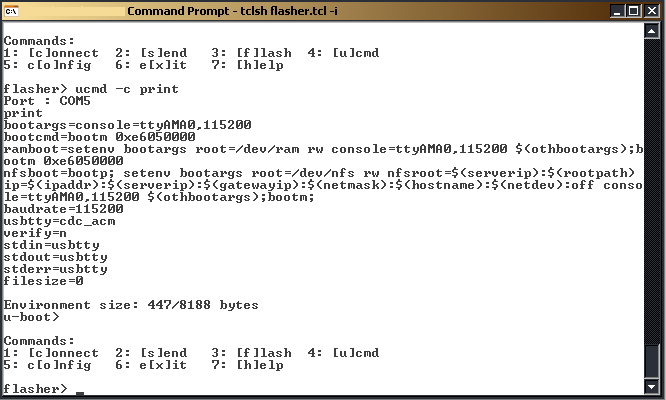 Command Prompt - tclsh flasher.tcl -i
Commands:
1: [c]onnect  2: [s]end   3: [f]lash  4: [u]cmd
5: c[o]nfig   6: e[x]it   7: [h]elp
flasher> ucmd -c print
Port : COM5
print
bootargs=console=ttyAMA0,115200
bootcmd=bootm 0xe6050000
ramboot=setenv bootargs root=/dev/ram rw console=ttyAMA0,115200 $(othbootargs);b
ootm 0xe6050000
nfsboot=bootp; setenv bootargs root=/dev/nfs rw nfsroot=$(serverip):$(rootpath)
ip=$(ipaddr):$(serverip):$(gatewayip):$(netmask):$(hostname):$(netdev):off conso
le=ttyAMA0,115200 $(othbootargs);bootm;
baudrate=115200
usbtty=cdc_acm
verify=n
stdin=usbtty
stdout=usbtty
stderr=usbtty
filesize=0
Environment size: 447/8188 bytes
u-boot>
Commands:
1: [c]onnect  2: [s]end   3: [f]lash  4: [u]cmd
5: c[o]nfig   6: e[x]it   7: [h]elp
flasher> _